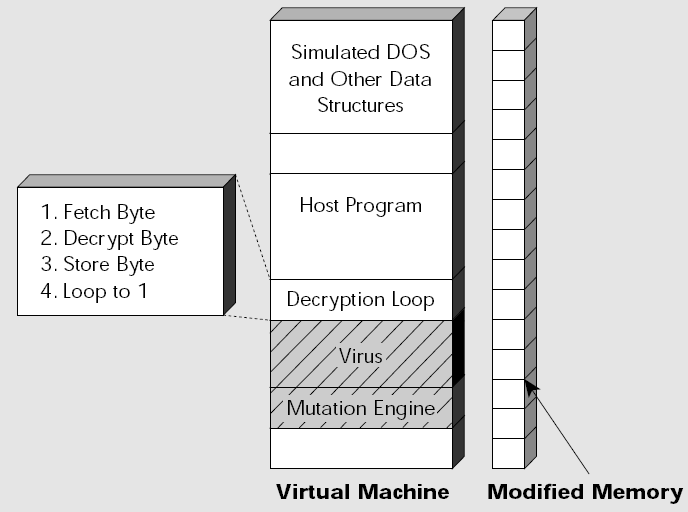 Simulated DOS
and Other Data
Structures
Host Program
1. Fetch Byte
2. Decrypt Byte
3. Store Byte
4. Loop to 1
Decryption Loop
Virus
Mutation Engine
Virtual Machine
Modified Memory